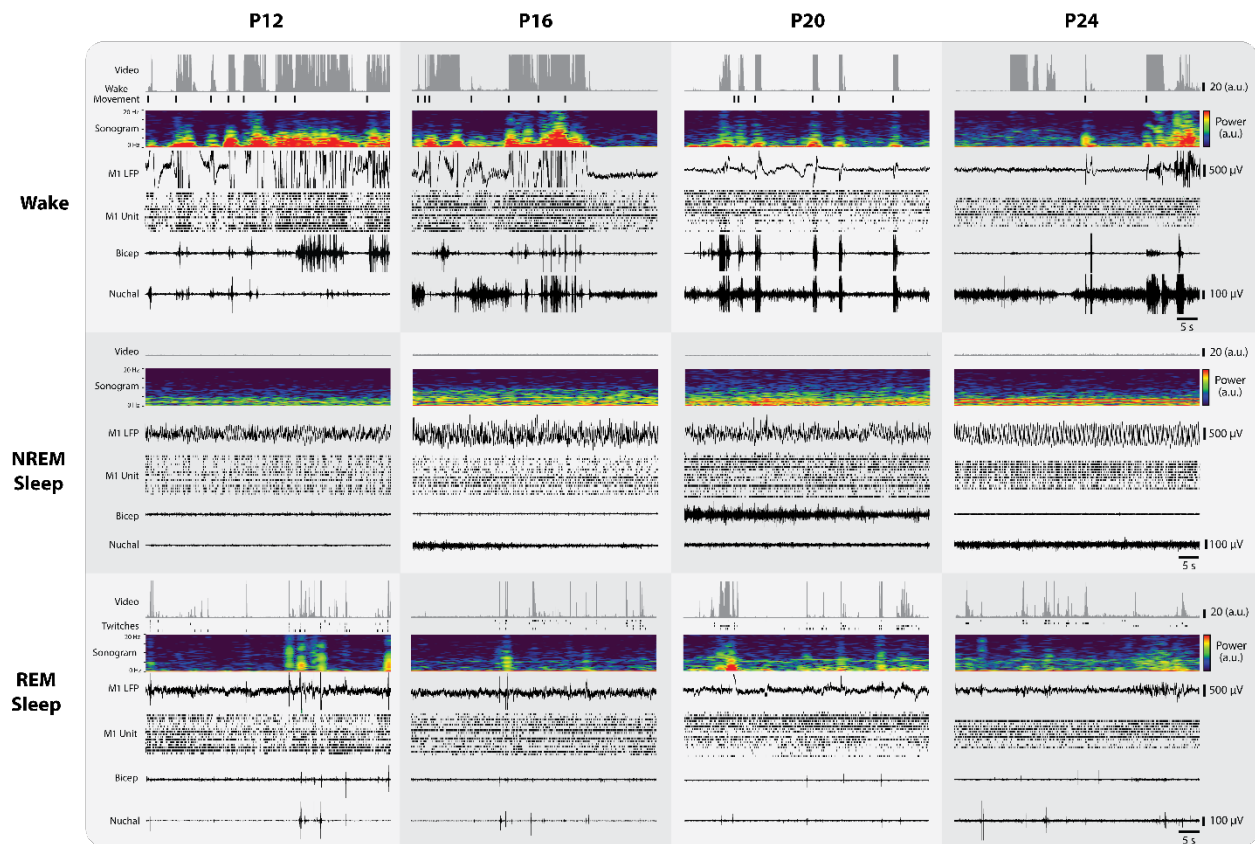 P12 P16 P20 P24
Wake
Video
20 (a.u.)
Wake
Movement
20 Hz
Sonogram
0 Hz
Power
(a.u.)
M1 LFP
500 µV
M1 Unit
Bicep
Nuchal
100 µV
5 s
NREM
Sleep
Video
20 (a.u.)
20 Hz
Sonogram
0 Hz
Power
(a.u.)
M1 LFP
500 µV
M1 Unit
Bicep
Nuchal
100 µV
5 s
REM
Sleep
Video
20 (a.u.)
Twitches
20 Hz
Sonogram
0 Hz
Power
(a.u.)
M1 LFP
500 µV
M1 Unit
Bicep
Nuchal
100 µV
5 s